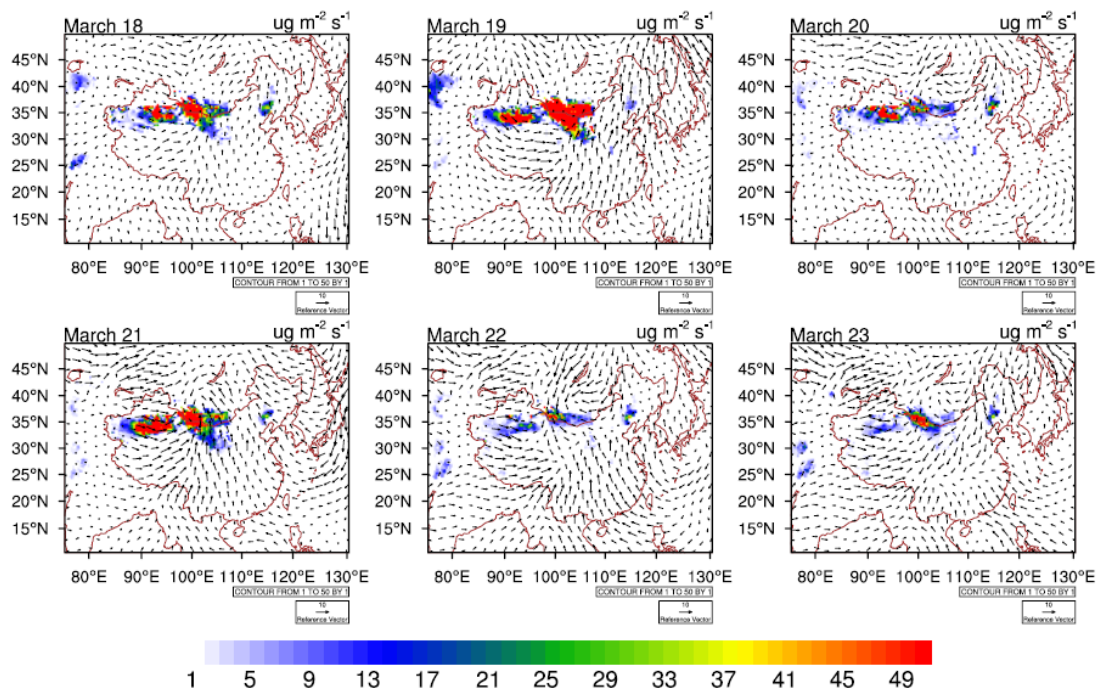 March 18 ug m⁻² s⁻¹
45°N
40°N
35°N
30°N
25°N
20°N
15°N
80°E 90°E 100°E 110°E 120°E 130°E
CONTOUR FROM 1 TO 50 BY 1
10
Reference Vector
March 19 ug m⁻² s⁻¹
45°N
40°N
35°N
30°N
25°N
20°N
15°N
80°E 90°E 100°E 110°E 120°E 130°E
CONTOUR FROM 1 TO 50 BY 1
10
Reference Vector
March 20 ug m⁻² s⁻¹
45°N
40°N
35°N
30°N
25°N
20°N
15°N
80°E 90°E 100°E 110°E 120°E 130°E
CONTOUR FROM 1 TO 50 BY 1
10
Reference Vector
March 21 ug m⁻² s⁻¹
45°N
40°N
35°N
30°N
25°N
20°N
15°N
80°E 90°E 100°E 110°E 120°E 130°E
CONTOUR FROM 1 TO 50 BY 1
10
Reference Vector
March 22 ug m⁻² s⁻¹
45°N
40°N
35°N
30°N
25°N
20°N
15°N
80°E 90°E 100°E 110°E 120°E 130°E
CONTOUR FROM 1 TO 50 BY 1
10
Reference Vector
March 23 ug m⁻² s⁻¹
45°N
40°N
35°N
30°N
25°N
20°N
15°N
80°E 90°E 100°E 110°E 120°E 130°E
CONTOUR FROM 1 TO 50 BY 1
10
Reference Vector
1 5 9 13 17 21 25 29 33 37 41 45 49